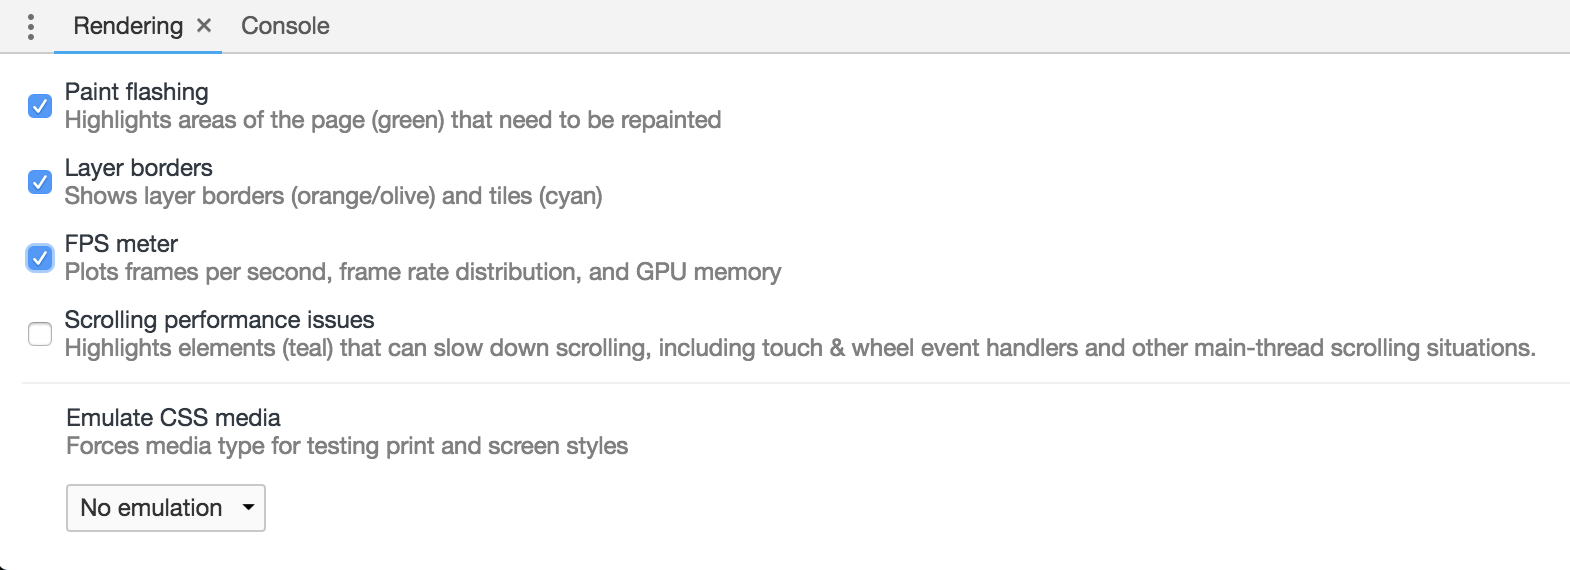 Rendering × Console
Paint flashing
Highlights areas of the page (green) that need to be repainted
Layer borders
Shows layer borders (orange/olive) and tiles (cyan)
FPS meter
Plots frames per second, frame rate distribution, and GPU memory
Scrolling performance issues
Highlights elements (teal) that can slow down scrolling, including touch & wheel event handlers and other main-thread scrolling situations.
Emulate CSS media
Forces media type for testing print and screen styles
No emulation